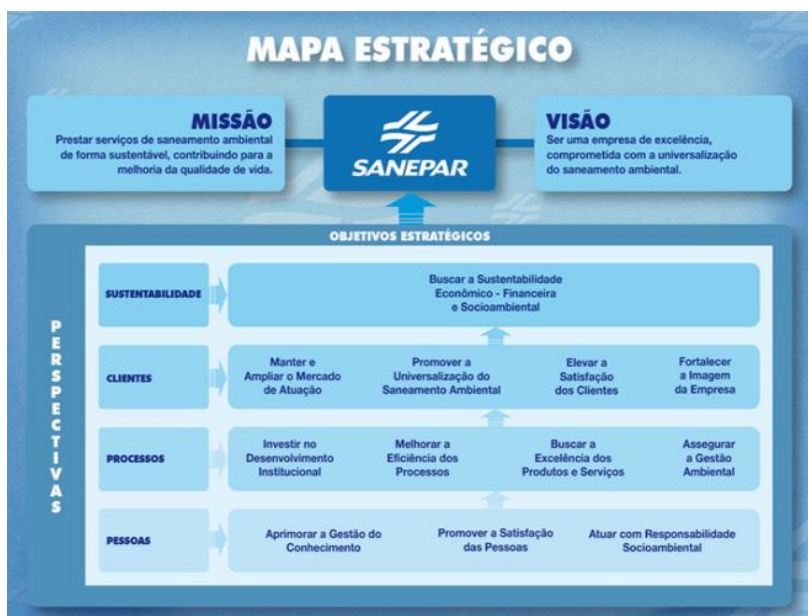 MAPA ESTRATÉGICO
MISSÃO
Prestar serviços de saneamento ambiental
de forma sustentável, contribuindo para a
melhoria da qualidade de vida.
SANEPAR
VISÃO
Ser uma empresa de excelência,
comprometida com a universalização
do saneamento ambiental.
OBJETIVOS ESTRATÉGICOS
PERSPECTIVAS
SUSTENTABILIDADE
Buscar a Sustentabilidade
Econômico - Financeira
e Socioambiental
CLIENTES
Manter e
Ampliar o Mercado
de Atuação
Promover a
Universalização do
Saneamento Ambiental
Elevar a
Satisfação
dos Clientes
Fortalecer
a Imagem
da Empresa
PROCESSOS
Investir no
Desenvolvimento
Institucional
Melhorar a
Eficiência dos
Processos
Buscar a
Excelência dos
Produtos e Serviços
Assegurar
a Gestão
Ambiental
PESSOAS
Aprimorar a Gestão do
Conhecimento
Promover a Satisfação
das Pessoas
Atuar com Responsabilidade
Socioambiental